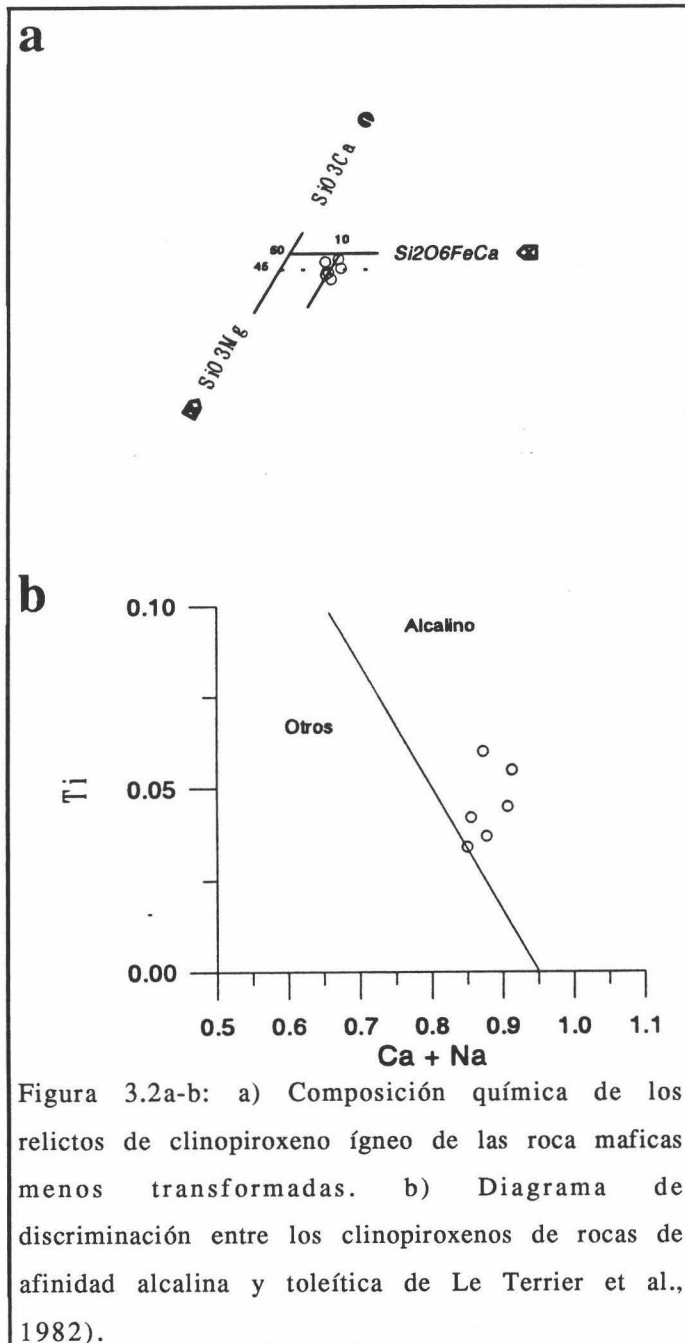 a
SiO3Ca
50
10
Si2O6FeCa
45
SiO3Mg
b
0.10
Alcalino
Otros
Ti
0.05
0.00
0.5 0.6 0.7 0.8 0.9 1.0 1.1
Ca + Na
Figura 3.2a-b: a) Composición química de los
relictos de clinopiroxeno ígneo de las roca maficas
menos transformadas. b) Diagrama de
discriminación entre los clinopiroxenos de rocas de
afinidad alcalina y toleítica de Le Terrier et al.,
1982).